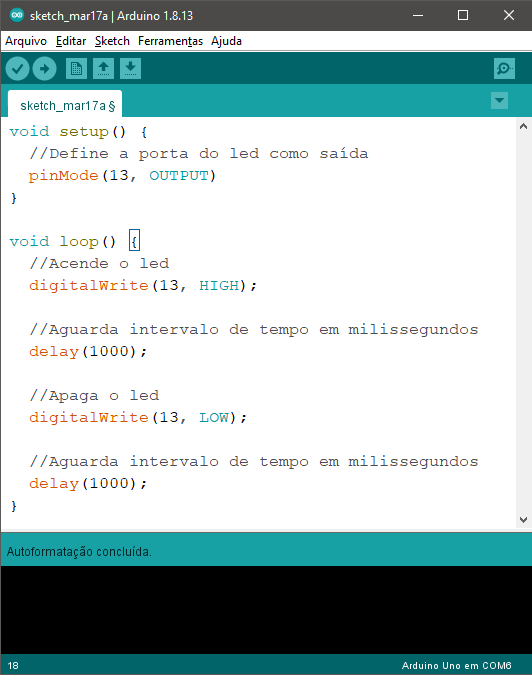 sketch_mar17a | Arduino 1.8.13
Arquivo Editar Sketch Ferramentas Ajuda
sketch_mar17a §
void setup() {
  //Define a porta do led como saída
  pinMode(13, OUTPUT)
}

void loop() {
  //Acende o led
  digitalWrite(13, HIGH);

  //Aguarda intervalo de tempo em milissegundos
  delay(1000);

  //Apaga o led
  digitalWrite(13, LOW);

  //Aguarda intervalo de tempo em milissegundos
  delay(1000);
}
Autoformatação concluída.
18 Arduino Uno em COM6